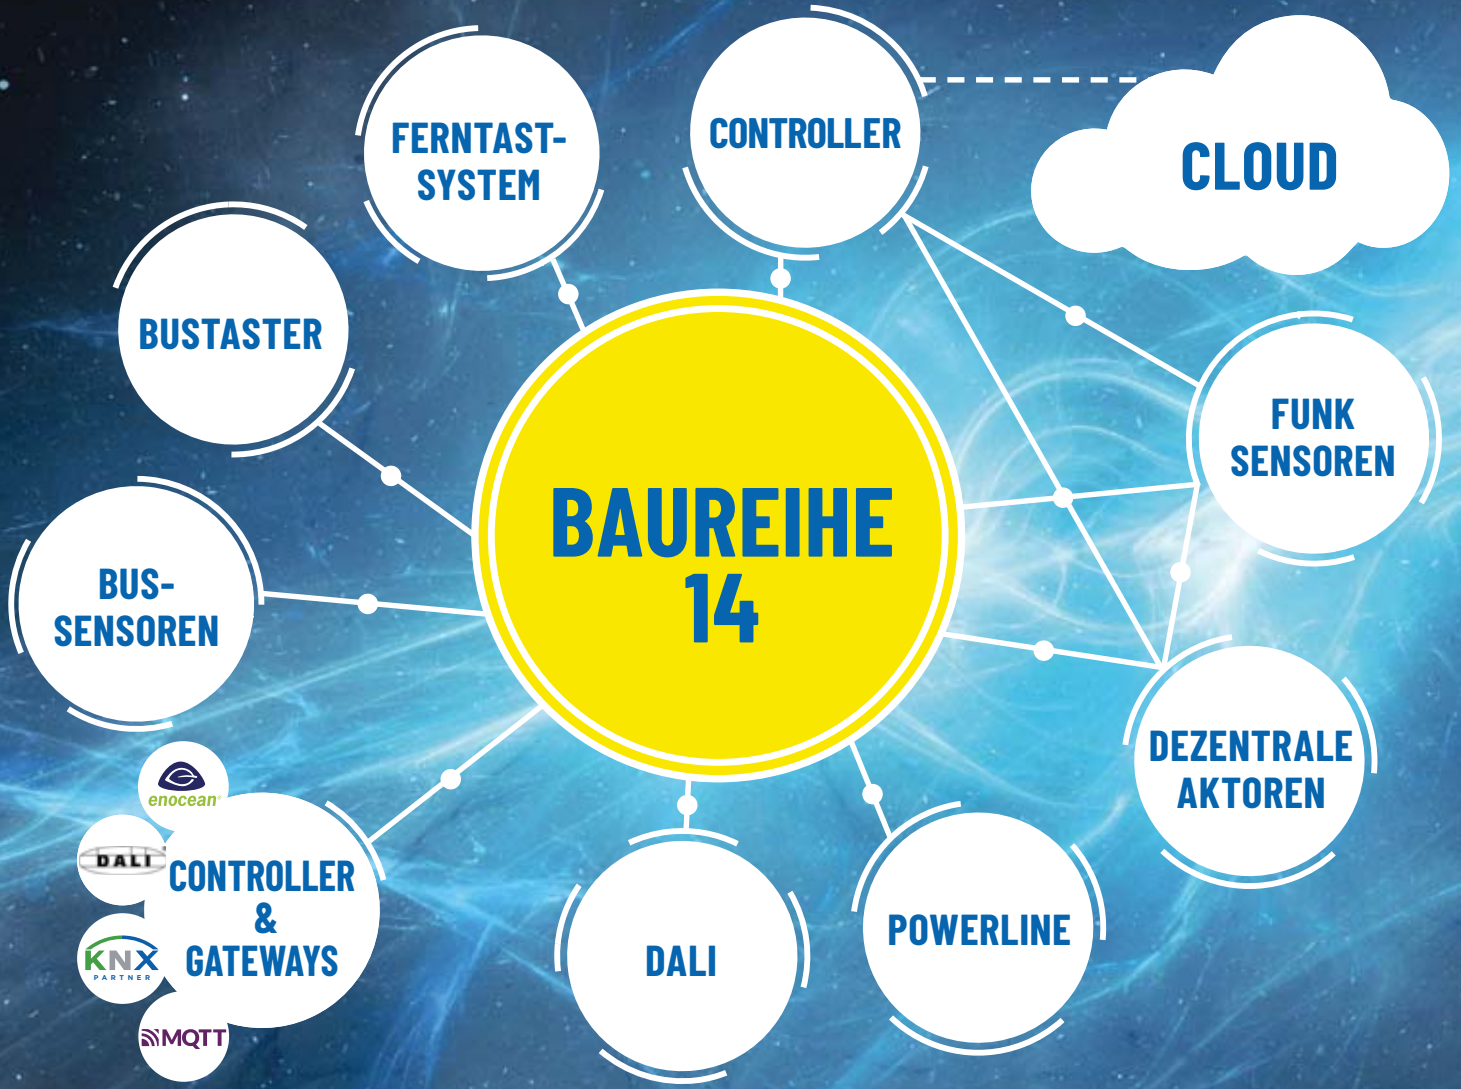 FERNTAST-
SYSTEM
CONTROLLER
CLOUD
BUSTASTER
FUNK
SENSOREN
BAUREIHE
14
BUS-
SENSOREN
DEZENTRALE
AKTOREN
enocean®
DALI
CONTROLLER
&
GATEWAYS
KNX
PARTNER
MQTT
DALI
POWERLINE